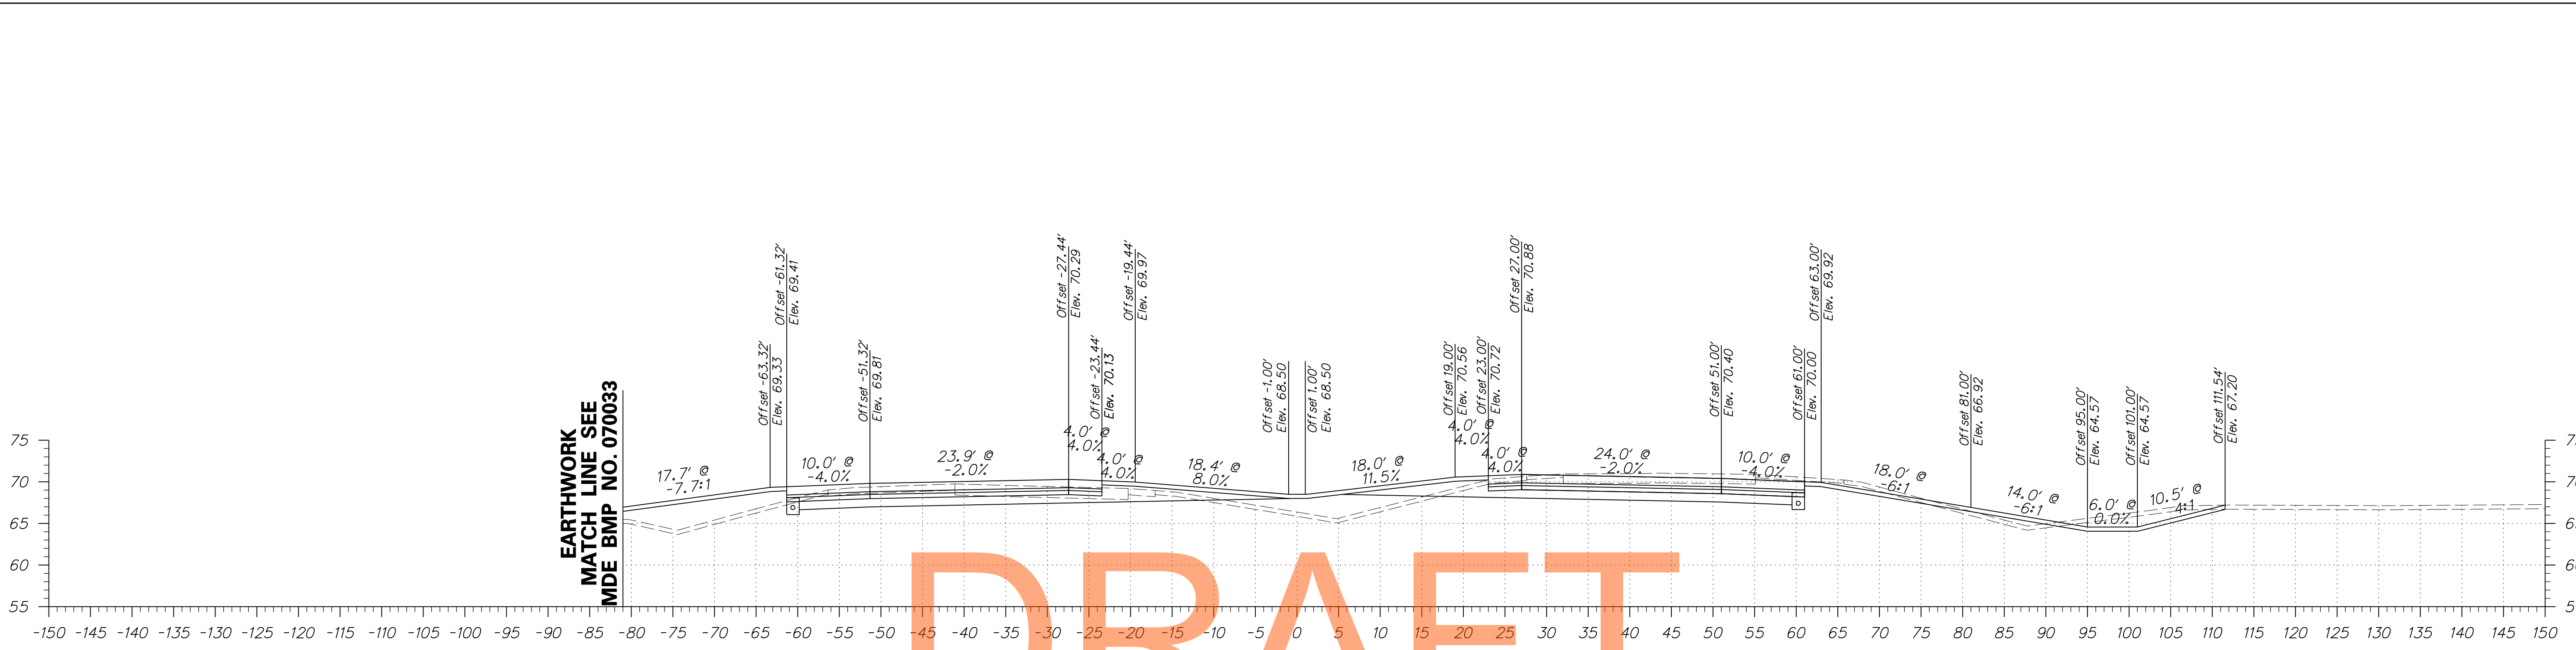 EARTHWORK
MATCH LINE SEE
MDE BMP NO. 070033
Offset -63.32'
Elev. 69.33
Offset -61.32'
Elev. 69.41
Offset -51.32'
Elev. 69.81
Offset -27.44'
Elev. 70.29
Offset -23.44'
Elev. 70.13
Offset -19.44'
Elev. 69.97
Offset -1.00'
Elev. 68.50
Offset 1.00'
Elev. 68.50
Offset 19.00'
Elev. 70.56
Offset 23.00'
Elev. 70.72
Offset 27.00'
Elev. 70.88
Offset 51.00'
Elev. 70.40
Offset 61.00'
Elev. 70.00
Offset 63.00'
Elev. 69.92
Offset 81.00'
Elev. 66.92
Offset 95.00'
Elev. 64.57
Offset 101.00'
Elev. 64.57
Offset 111.54'
Elev. 67.20
17.7' @
-7.7:1
10.0' @
-4.0%
23.9' @
-2.0%
4.0' @
4.0%
4.0' @
4.0%
18.4' @
8.0%
18.0' @
11.5%
4.0' @
4.0%
4.0' @
4.0%
24.0' @
-2.0%
10.0' @
-4.0%
18.0' @
-6:1
14.0' @
-6:1
6.0' @
0.0%
10.5' @
4:1
75
70
65
60
55
-150 -145 -140 -135 -130 -125 -120 -115 -110 -105 -100 -95 -90 -85 -80 -75 -70 -65 -60 -55 -50 -45 -40 -35 -30 -25 -20 -15 -10 -5 0 5 10 15 20 25 30 35 40 45 50 55 60 65 70 75 80 85 90 95 100 105 110 115 120 125 130 135 140 145 150
DRAFT